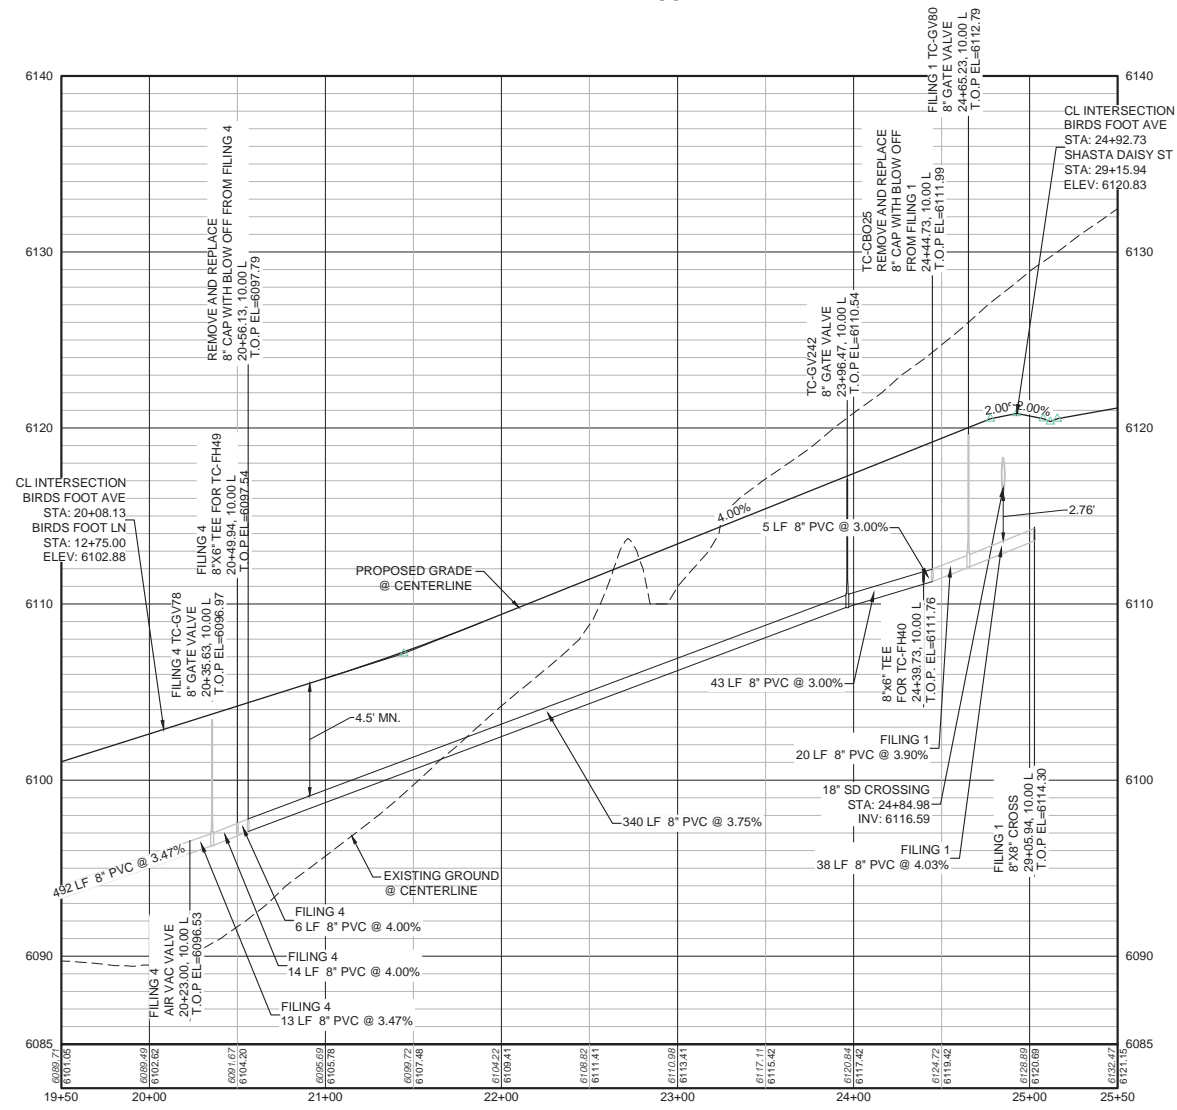 6140
6130
6120
6110
6100
6090
6085
6140
6130
6120
6110
6100
6090
6085
REMOVE AND REPLACE
8" CAP WITH BLOW OFF FROM FILING 4
20+56.13, 10.00 L
T.O.P EL=6097.79
FILING 1 TC-GV80
8" GATE VALVE
24+65.23, 10.00 L
T.O.P EL=6112.79
CL INTERSECTION
BIRDS FOOT AVE
STA: 24+92.73
SHASTA DAISY ST
STA: 29+15.94
ELEV: 6120.83
TC-CBO25
REMOVE AND REPLACE
8" CAP WITH BLOW OFF
FROM FILING 1
24+44.73, 10.00 L
T.O.P EL=6111.99
TC-GV242
8" GATE VALVE
23+96.47, 10.00 L
T.O.P EL=6110.54
2.00%
-2.00%
4.00%
CL INTERSECTION
BIRDS FOOT AVE
STA: 20+08.13
BIRDS FOOT LN
STA: 12+75.00
ELEV: 6102.88
FILING 4
8"X6" TEE FOR TC-FH49
20+49.94, 10.00 L
T.O.P EL=6097.54
FILING 4 TC-GV78
8" GATE VALVE
20+35.63, 10.00 L
T.O.P EL=6096.97
PROPOSED GRADE
@ CENTERLINE
5 LF 8" PVC @ 3.00%
2.76'
43 LF 8" PVC @ 3.00%
8"x6" TEE
FOR TC-FH40
24+39.73, 10.00 L
T.O.P. EL=6111.76
4.5' MN.
FILING 1
20 LF 8" PVC @ 3.90%
18" SD CROSSING
STA: 24+84.98
INV: 6116.59
340 LF 8" PVC @ 3.75%
FILING 1
38 LF 8" PVC @ 4.03%
FILING 1
8"X8" CROSS
29+05.94, 10.00 L
T.O.P EL=6114.30
492 LF 8" PVC @ 3.47%
EXISTING GROUND
@ CENTERLINE
FILING 4
6 LF 8" PVC @ 4.00%
FILING 4
AIR VAC VALVE
20+23.00, 10.00 L
T.O.P EL=6096.53
FILING 4
14 LF 8" PVC @ 4.00%
FILING 4
13 LF 8" PVC @ 3.47%
6089.71
6101.05
6089.49
6102.62
6091.67
6104.20
6095.69
6105.78
6099.72
6107.48
6104.22
6109.41
6108.82
6111.41
6110.98
6113.41
6117.11
6115.42
6120.84
6117.42
6124.72
6119.42
6128.89
6120.69
6132.47
6121.15
19+50
20+00
21+00
22+00
23+00
24+00
25+00
25+50